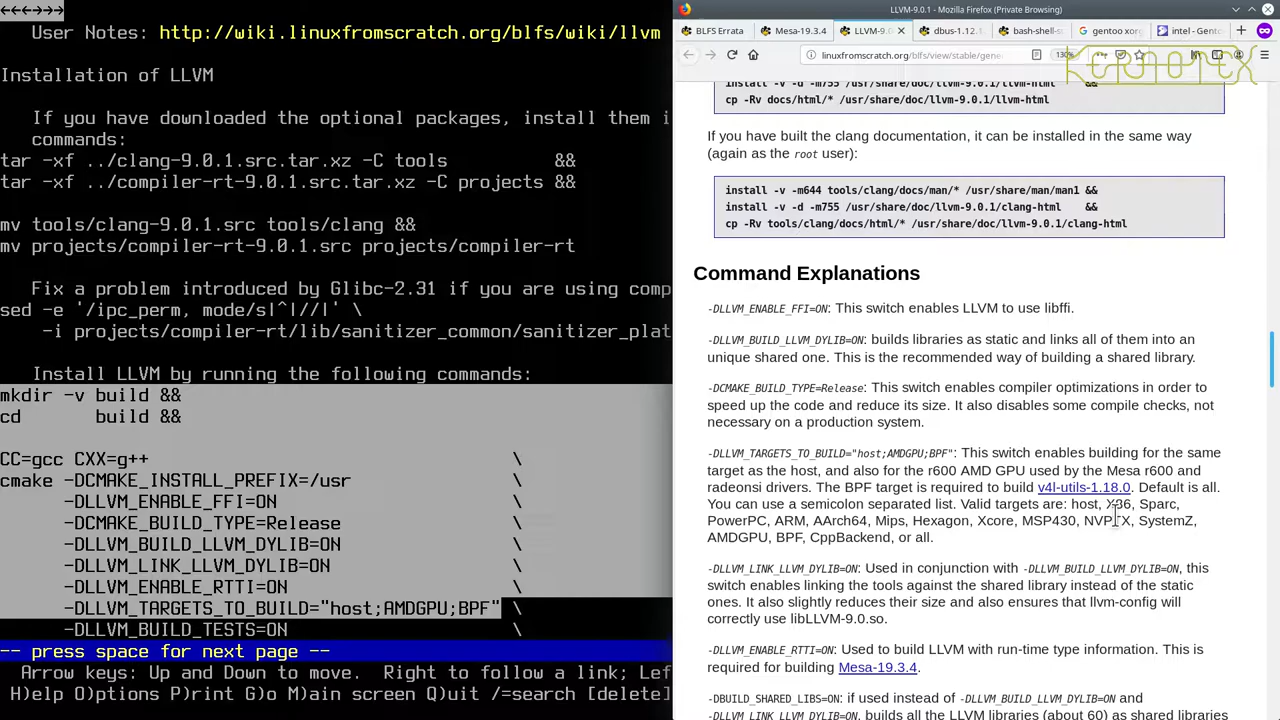 ←←←→→→
User Notes: http://wiki.linuxfromscratch.org/blfs/wiki/llvm
Installation of LLVM
If you have downloaded the optional packages, install them i
commands:
tar -xf ../clang-9.0.1.src.tar.xz -C tools &&
tar -xf ../compiler-rt-9.0.1.src.tar.xz -C projects &&
mv tools/clang-9.0.1.src tools/clang &&
mv projects/compiler-rt-9.0.1.src projects/compiler-rt
Fix a problem introduced by Glibc-2.31 if you are using comp
sed -e '/ipc_perm, mode/s|^|//|' \
-i projects/compiler-rt/lib/sanitizer_common/sanitizer_plat
Install LLVM by running the following commands:
mkdir -v build &&
cd build &&
CC=gcc CXX=g++ \
cmake -DCMAKE_INSTALL_PREFIX=/usr \
-DLLVM_ENABLE_FFI=ON \
-DCMAKE_BUILD_TYPE=Release \
-DLLVM_BUILD_LLVM_DYLIB=ON \
-DLLVM_LINK_LLVM_DYLIB=ON \
-DLLVM_ENABLE_RTTI=ON \
-DLLVM_TARGETS_TO_BUILD="host;AMDGPU;BPF" \
-DLLVM_BUILD_TESTS=ON \
-- press space for next page --
Arrow keys: Up and Down to move. Right to follow a link; Lef
H)elp O)ptions P)rint G)o M)ain screen Q)uit /=search [delete]
LLVM-9.0.1 - Mozilla Firefox (Private Browsing)
BLFS Errata
Mesa-19.3.4
LLVM-9.
dbus-1.12.
bash-shell-s
gentoo xorg
intel - Gento
linuxfromscratch.org/blfs/view/stable/gene
130%
KERNOTEX
install -v -d -m755 /usr/share/doc/llvm-9.0.1/llvm-html &&
cp -Rv docs/html/* /usr/share/doc/llvm-9.0.1/llvm-html
If you have built the clang documentation, it can be installed in the same way
(again as the root user):
install -v -m644 tools/clang/docs/man/* /usr/share/man/man1 &&
install -v -d -m755 /usr/share/doc/llvm-9.0.1/clang-html &&
cp -Rv tools/clang/docs/html/* /usr/share/doc/llvm-9.0.1/clang-html
Command Explanations
-DLLVM_ENABLE_FFI=ON: This switch enables LLVM to use libffi.
-DLLVM_BUILD_LLVM_DYLIB=ON: builds libraries as static and links all of them into an
unique shared one. This is the recommended way of building a shared library.
-DCMAKE_BUILD_TYPE=Release: This switch enables compiler optimizations in order to
speed up the code and reduce its size. It also disables some compile checks, not
necessary on a production system.
-DLLVM_TARGETS_TO_BUILD="host;AMDGPU;BPF": This switch enables building for the same
target as the host, and also for the r600 AMD GPU used by the Mesa r600 and
radeonsi drivers. The BPF target is required to build v4l-utils-1.18.0. Default is all.
You can use a semicolon separated list. Valid targets are: host, X86, Sparc,
PowerPC, ARM, AArch64, Mips, Hexagon, Xcore, MSP430, NVPTX, SystemZ,
AMDGPU, BPF, CppBackend, or all.
-DLLVM_LINK_LLVM_DYLIB=ON: Used in conjunction with -DLLVM_BUILD_LLVM_DYLIB=ON, this
switch enables linking the tools against the shared library instead of the static
ones. It also slightly reduces their size and also ensures that llvm-config will
correctly use libLLVM-9.0.so.
-DLLVM_ENABLE_RTTI=ON: Used to build LLVM with run-time type information. This is
required for building Mesa-19.3.4.
-DBUILD_SHARED_LIBS=ON: if used instead of -DLLVM_BUILD_LLVM_DYLIB=ON and
-DLLVM_LINK_LLVM_DYLIB=ON, builds all the LLVM libraries (about 60) as shared libraries